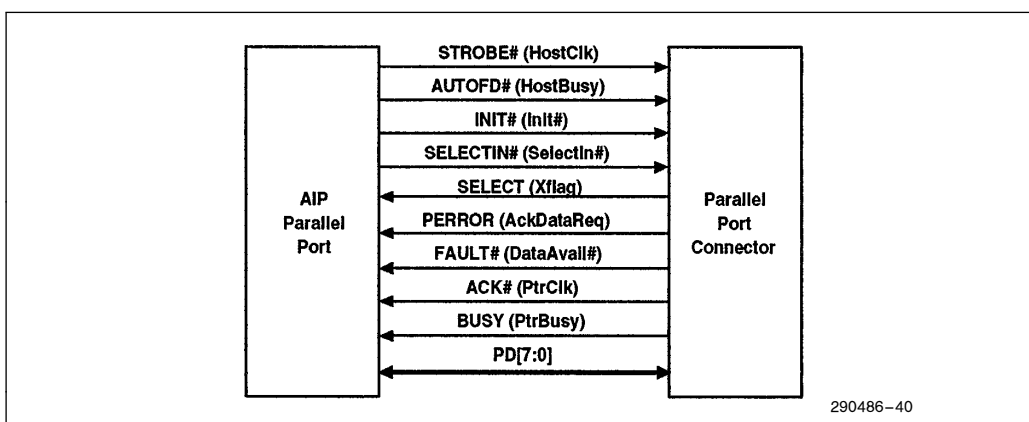 STROBE# (HostClk)
AUTOFD# (HostBusy)
INIT# (Init#)
SELECTIN# (SelectIn#)
SELECT (Xflag)
PERROR (AckDataReq)
FAULT# (DataAvail#)
ACK# (PtrClk)
BUSY (PtrBusy)
PD[7:0]
AIP
Parallel
Port
Parallel
Port
Connector
290486–40